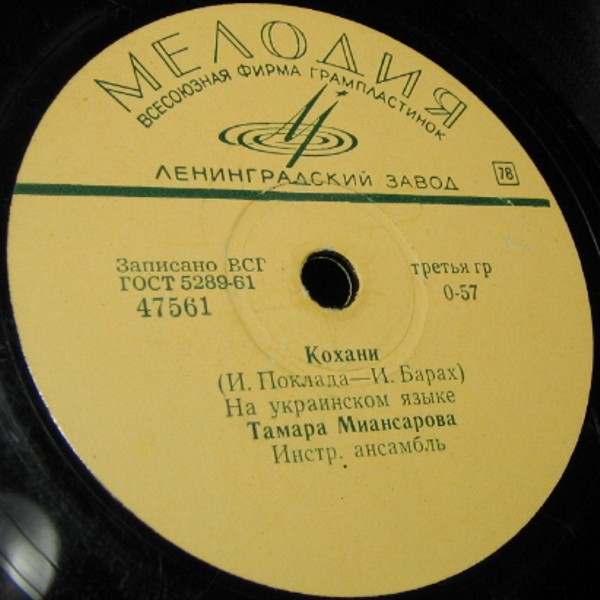 МЕЛОДИЯ
ВСЕСОЮЗНАЯ ФИРМА ГРАМПЛАСТИНОК
ЛЕНИНГРАДСКИЙ ЗАВОД
78
Записано ВСГ
ГОСТ 5289-61
47561
третья гр
0-57
Кохани
(И. Поклада—И. Барах)
На украинском языке
Тамара Миансарова
Инстр. ансамбль